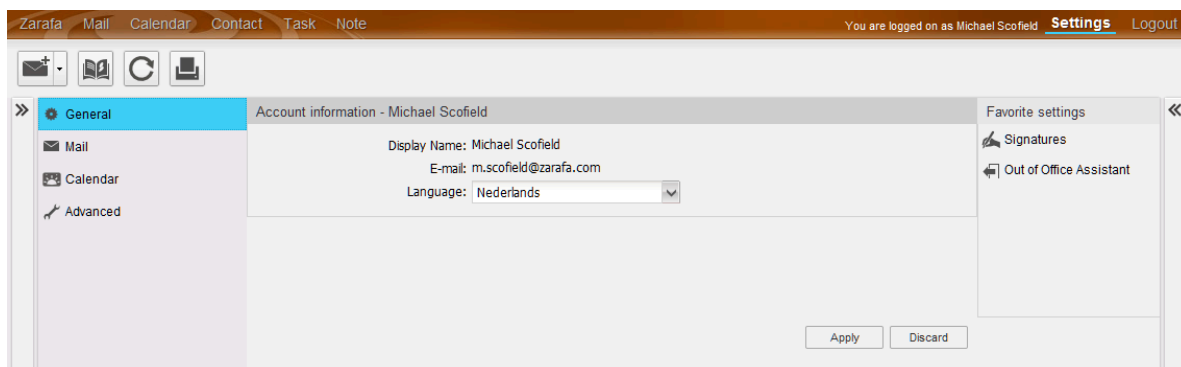 Zarafa Mail Calendar Contact Task Note You are logged on as Michael Scofield Settings Logout
General
Mail
Calendar
Advanced
Account information - Michael Scofield
Display Name: Michael Scofield
E-mail: m.scofield@zarafa.com
Language: Nederlands
Apply Discard
Favorite settings
Signatures
Out of Office Assistant